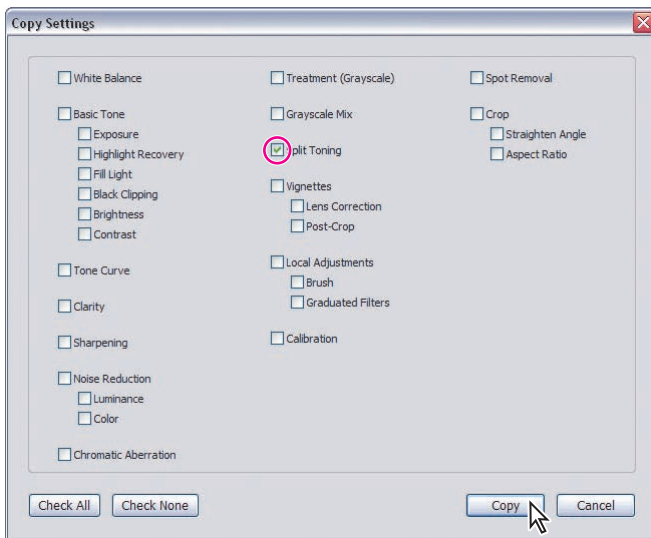 Copy Settings
White Balance
Basic Tone
Exposure
Highlight Recovery
Fill Light
Black Clipping
Brightness
Contrast
Tone Curve
Clarity
Sharpening
Noise Reduction
Luminance
Color
Chromatic Aberration
Treatment (Grayscale)
Grayscale Mix
plit Toning
Vignettes
Lens Correction
Post-Crop
Local Adjustments
Brush
Graduated Filters
Calibration
Spot Removal
Crop
Straighten Angle
Aspect Ratio
Check All
Check None
Copy
Cancel